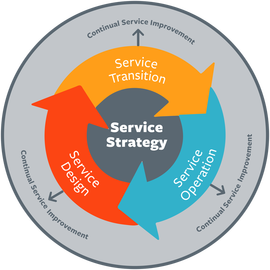 Continual Service Improvement
Service
Transition
Service
Strategy
Service
Design
Service
Operation
Continual Service Improvement
Continual Service Improvement